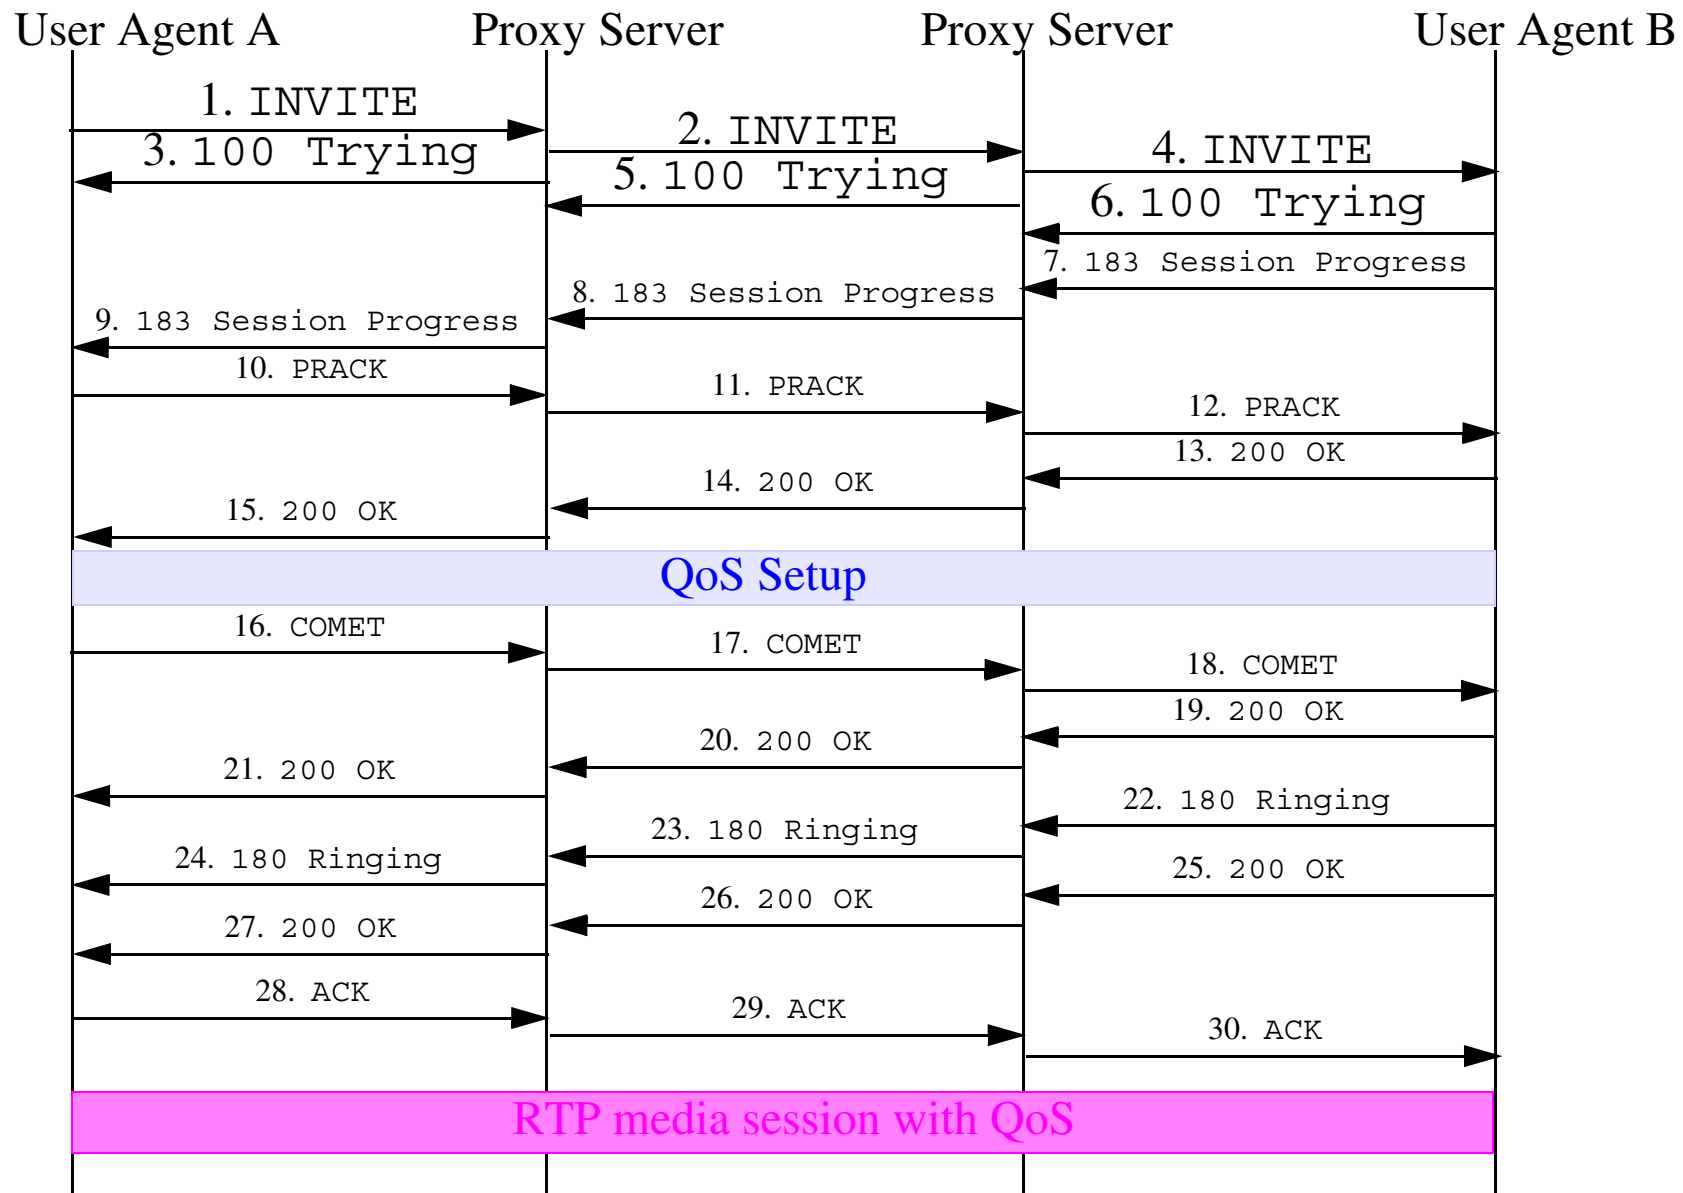 User Agent A
Proxy Server
Proxy Server
User Agent B
1. INVITE
2. INVITE
3. 100 Trying
4. INVITE
5. 100 Trying
6. 100 Trying
7. 183 Session Progress
8. 183 Session Progress
9. 183 Session Progress
10. PRACK
11. PRACK
12. PRACK
13. 200 OK
14. 200 OK
15. 200 OK
QoS Setup
16. COMET
17. COMET
18. COMET
19. 200 OK
20. 200 OK
21. 200 OK
22. 180 Ringing
23. 180 Ringing
24. 180 Ringing
25. 200 OK
26. 200 OK
27. 200 OK
28. ACK
29. ACK
30. ACK
RTP media session with QoS